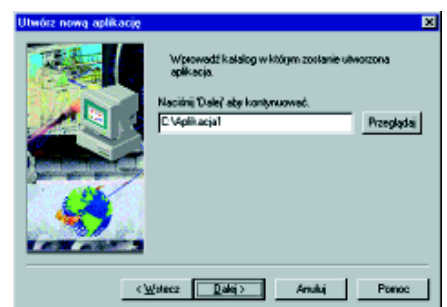 Utwórz nową aplikację
Wprowadź katalog w którym zostanie utworzona
aplikacja.
Naciśnij 'Dalej' aby kontynuować.
C:\Aplikacja1
Przeglądaj
< Wstecz
Dalej >
Anuluj
Pomoc